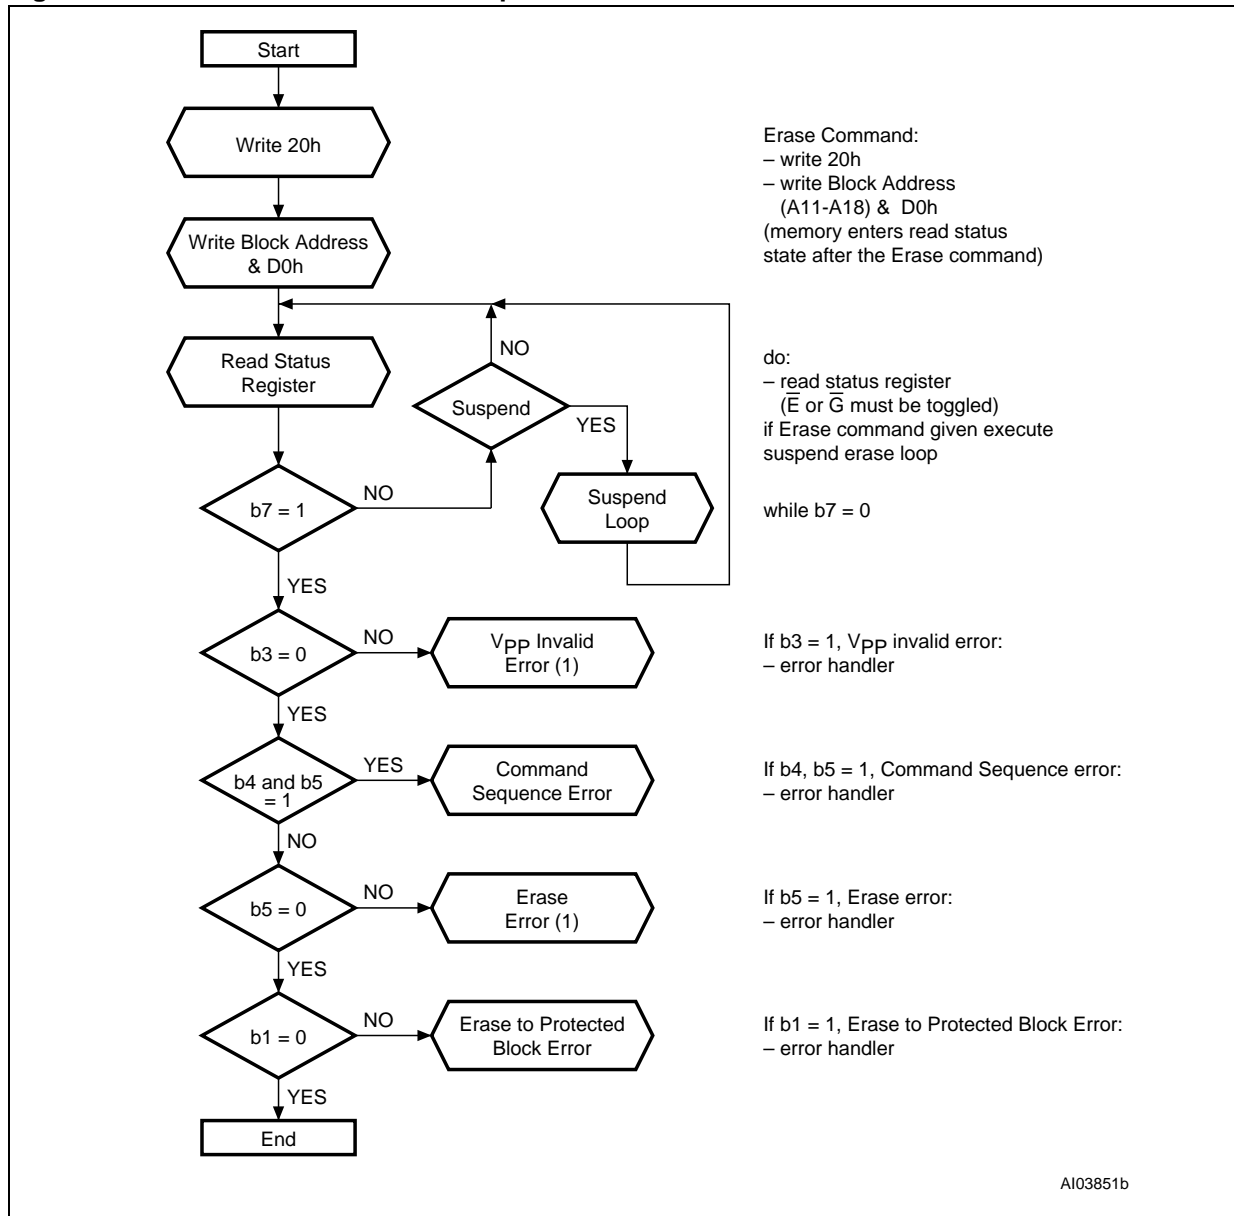 Start
Write 20h
Erase Command:
– write 20h
– write Block Address
(A11-A18) & D0h
(memory enters read status
state after the Erase command)
Write Block Address
& D0h
Read Status
Register
NO
Suspend
YES
do:
– read status register
(E̅ or G̅ must be toggled)
if Erase command given execute
suspend erase loop
b7 = 1
NO
Suspend
Loop
while b7 = 0
YES
b3 = 0
NO
VPP Invalid
Error (1)
If b3 = 1, VPP invalid error:
– error handler
YES
b4 and b5
= 1
YES
Command
Sequence Error
If b4, b5 = 1, Command Sequence error:
– error handler
NO
b5 = 0
NO
Erase
Error (1)
If b5 = 1, Erase error:
– error handler
YES
b1 = 0
NO
Erase to Protected
Block Error
If b1 = 1, Erase to Protected Block Error:
– error handler
YES
End
AI03851b